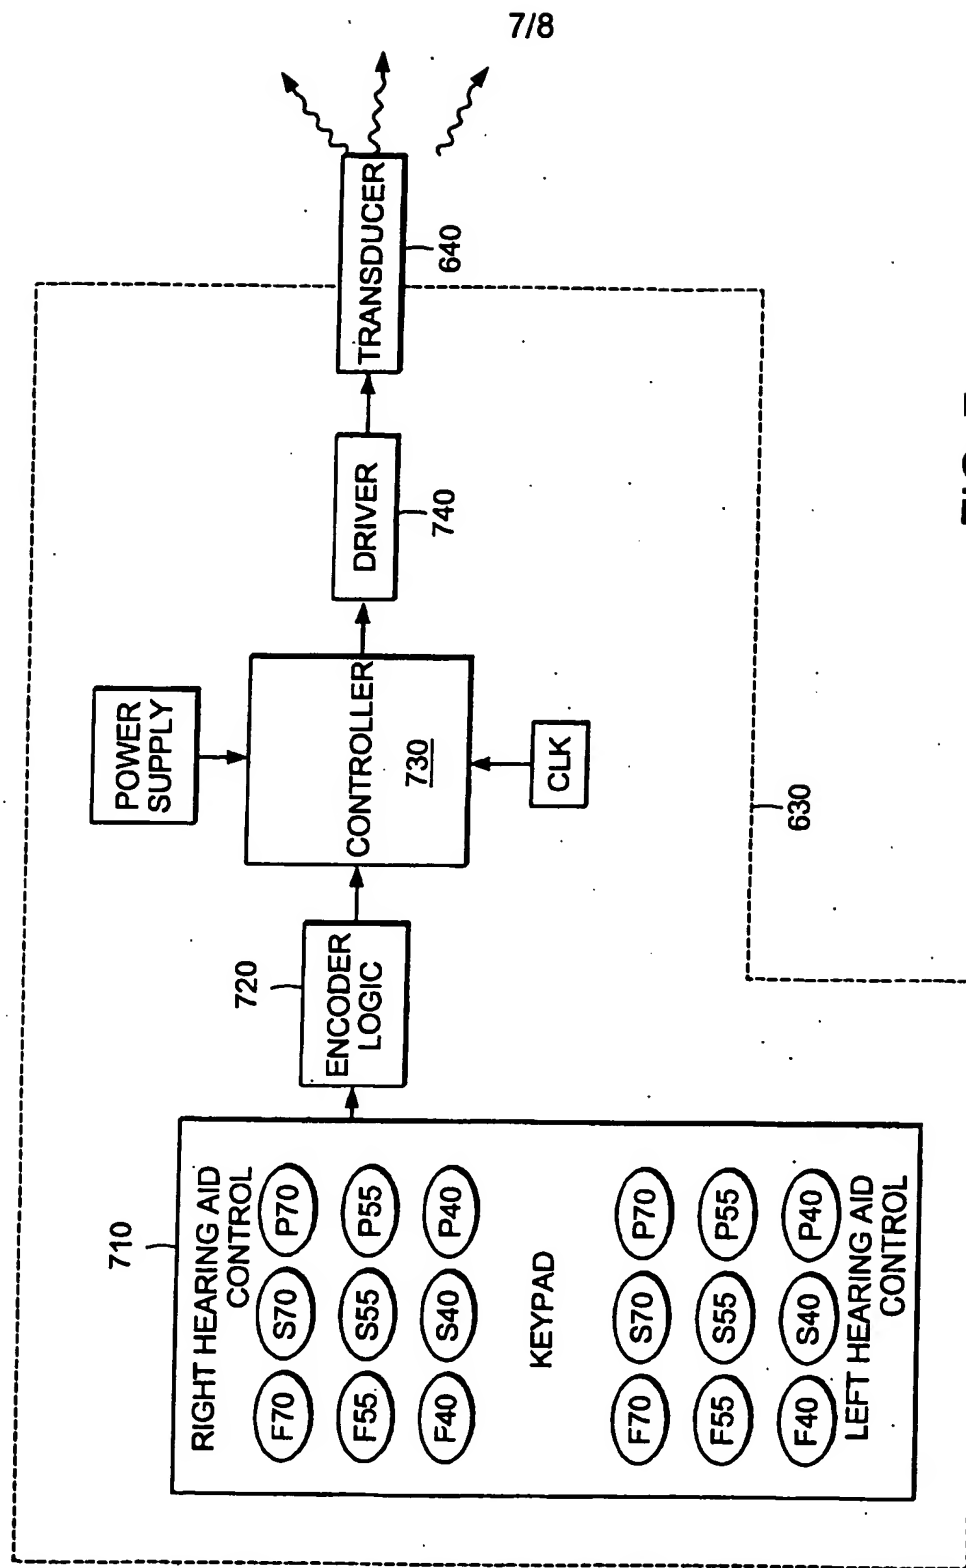 7/8
710
RIGHT HEARING AID
CONTROL
F70 S70 P70
F55 S55 P55
F40 S40 P40
KEYPAD
F70 S70 P70
F55 S55 P55
F40 S40 P40
LEFT HEARING AID
CONTROL
720
ENCODER
LOGIC
POWER
SUPPLY
CONTROLLER
730
CLK
DRIVER
740
TRANSDUCER
640
630